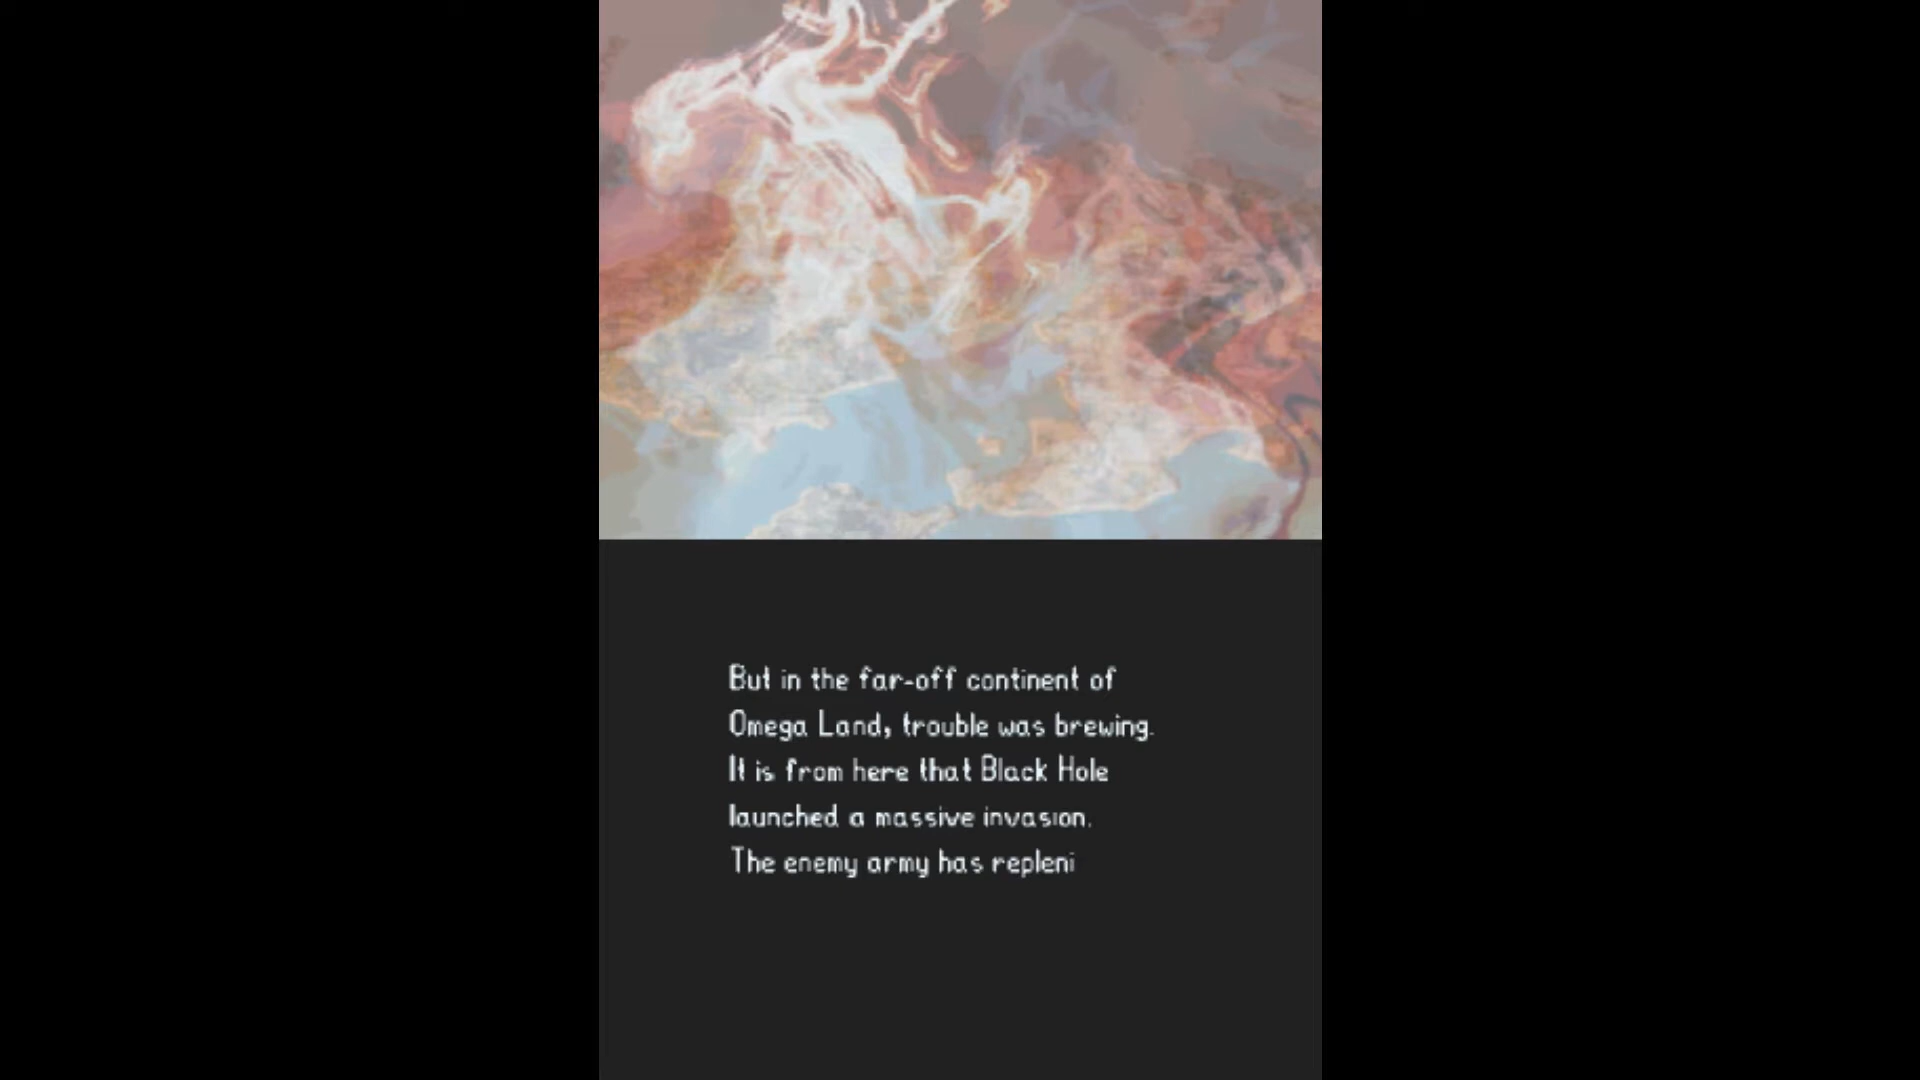 But in the far-off continent of
Omega Land, trouble was brewing.
It is from here that Black Hole
launched a massive invasion.
The enemy army has repleni